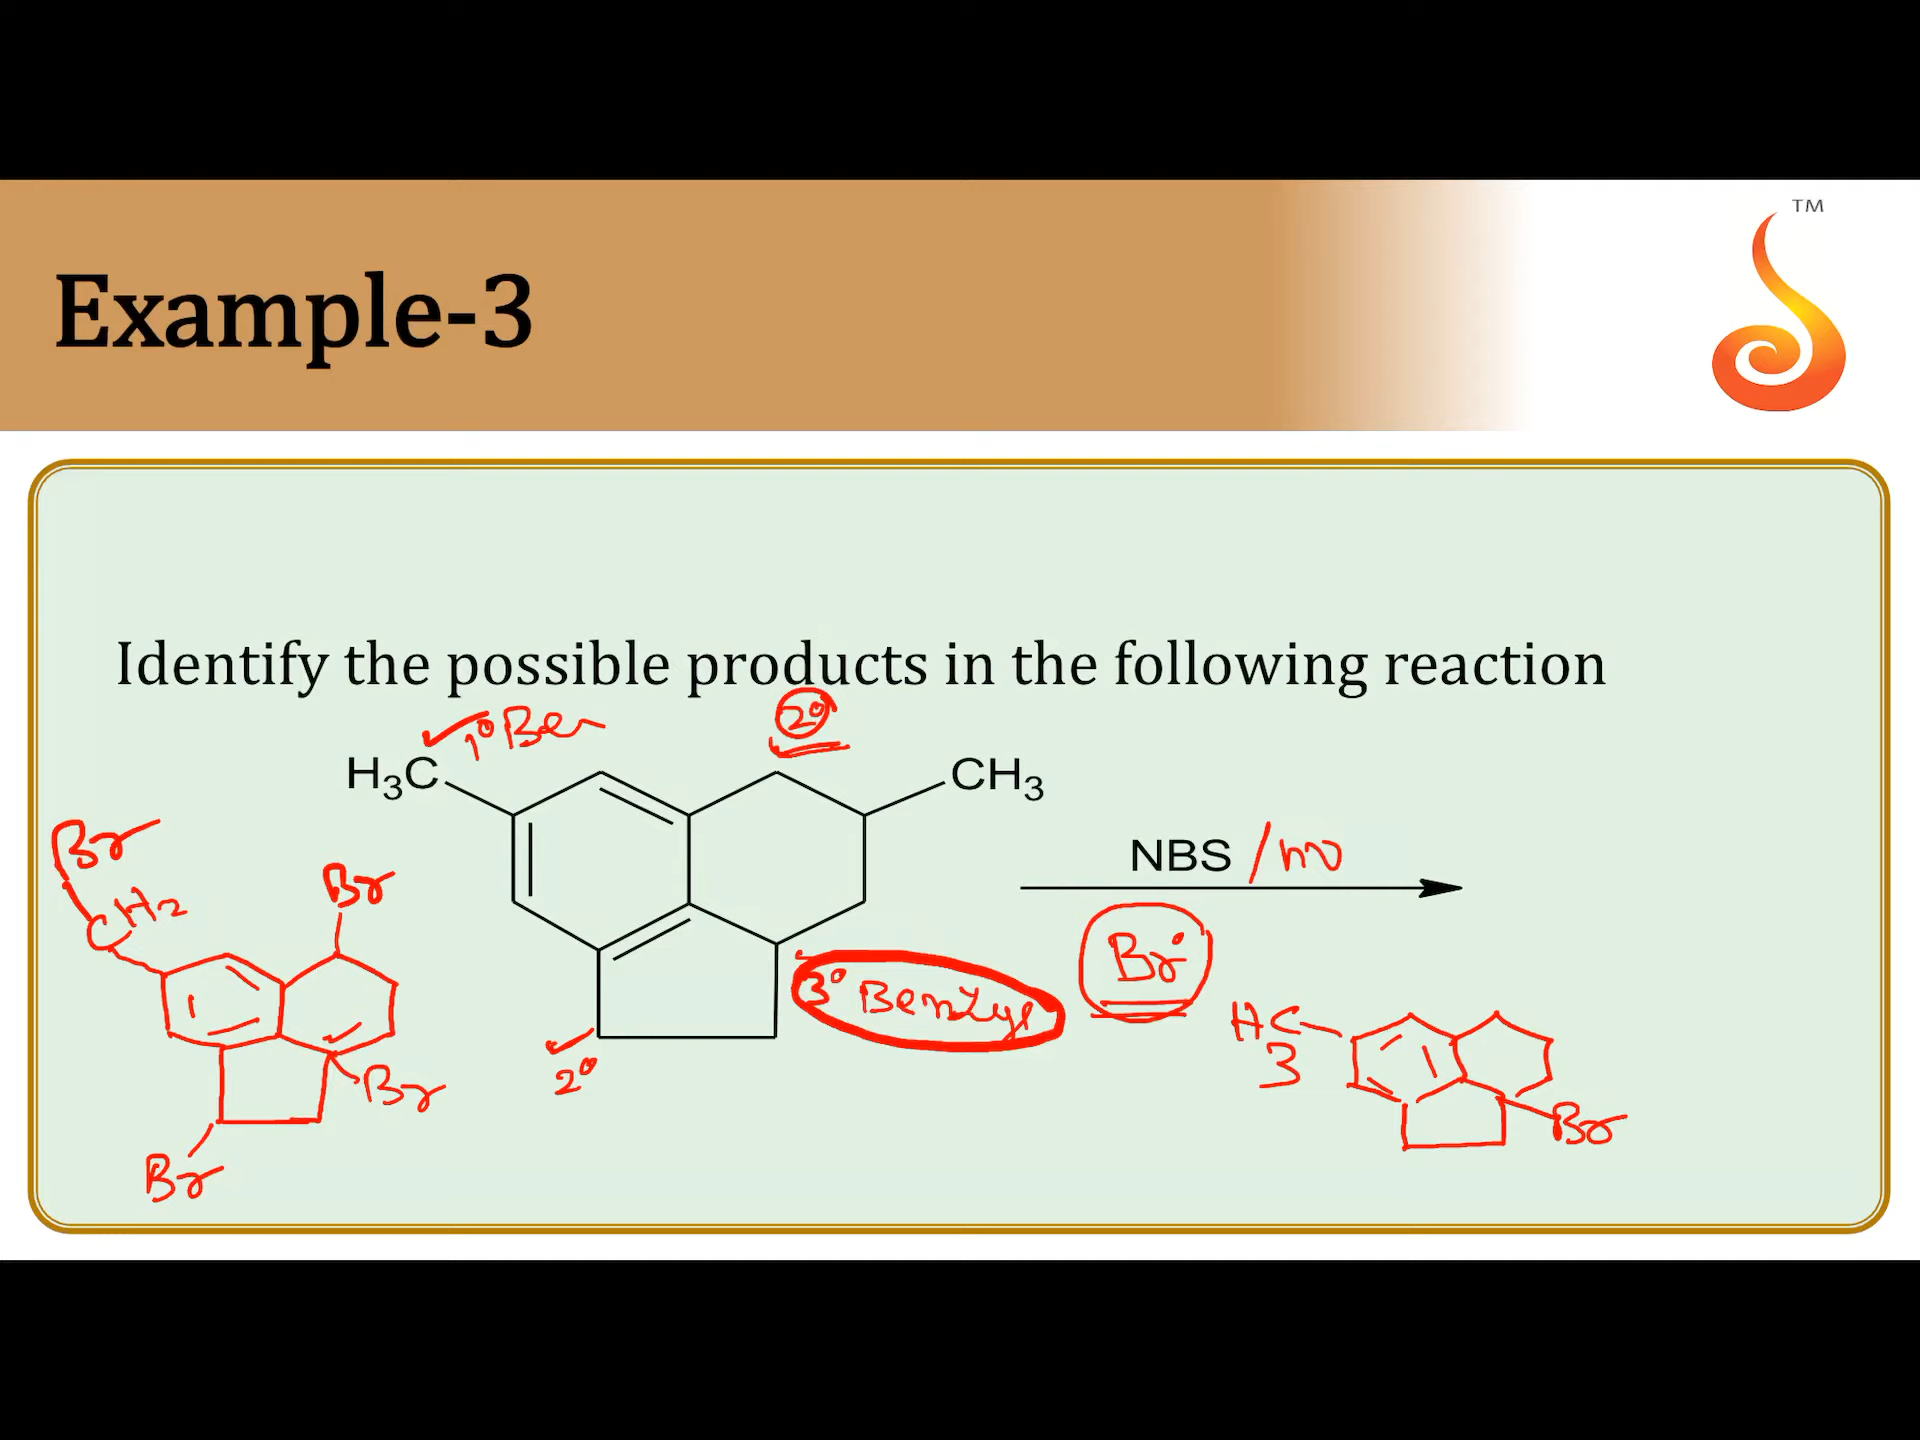 TM
Example-3
Identify the possible products in the following reaction
1° Ben
2°
H₃C
CH₃
NBS /hν
Br•
3° Benzyl
2°
Br
CH₂
Br
Br
Br
H₃C
Br